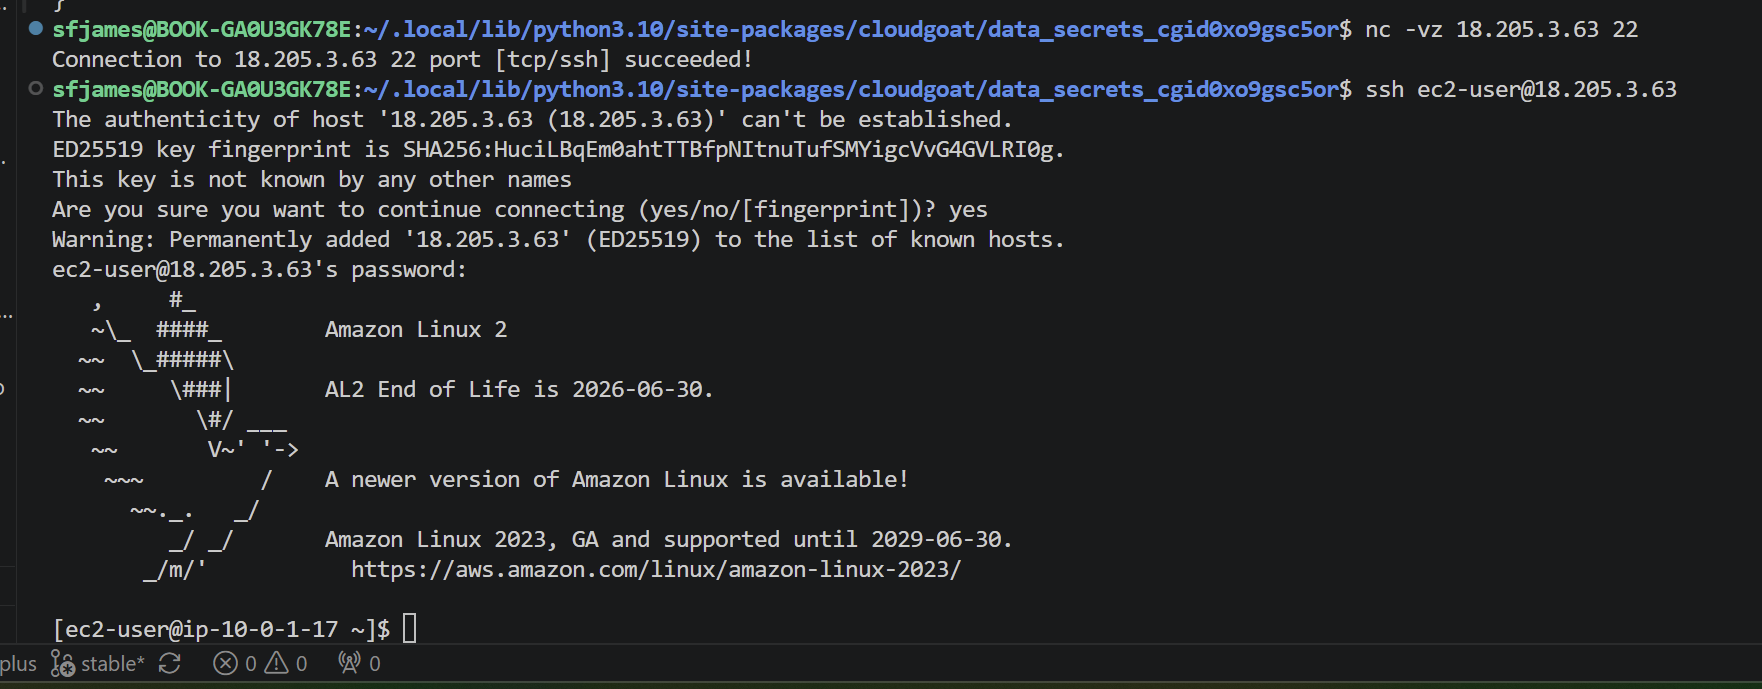 }
sfjames@BOOK-GA0U3GK78E:~/.local/lib/python3.10/site-packages/cloudgoat/data_secrets_cgid0xo9gsc5or$ nc -vz 18.205.3.63 22
Connection to 18.205.3.63 22 port [tcp/ssh] succeeded!
sfjames@BOOK-GA0U3GK78E:~/.local/lib/python3.10/site-packages/cloudgoat/data_secrets_cgid0xo9gsc5or$ ssh ec2-user@18.205.3.63
The authenticity of host '18.205.3.63 (18.205.3.63)' can't be established.
ED25519 key fingerprint is SHA256:HuciLBqEm0ahtTTBfpNItnuTufSMYigcVvG4GVLRI0g.
This key is not known by any other names
Are you sure you want to continue connecting (yes/no/[fingerprint])? yes
Warning: Permanently added '18.205.3.63' (ED25519) to the list of known hosts.
ec2-user@18.205.3.63's password:
   ,     #_
   ~\_  ####_        Amazon Linux 2
  ~~  \_#####\
  ~~     \###|       AL2 End of Life is 2026-06-30.
  ~~       \#/ ___
   ~~       V~' '->
    ~~~         /    A newer version of Amazon Linux is available!
      ~~._.   _/
         _/ _/       Amazon Linux 2023, GA and supported until 2029-06-30.
       _/m/'           https://aws.amazon.com/linux/amazon-linux-2023/
[ec2-user@ip-10-0-1-17 ~]$
plus stable* 0 0 0